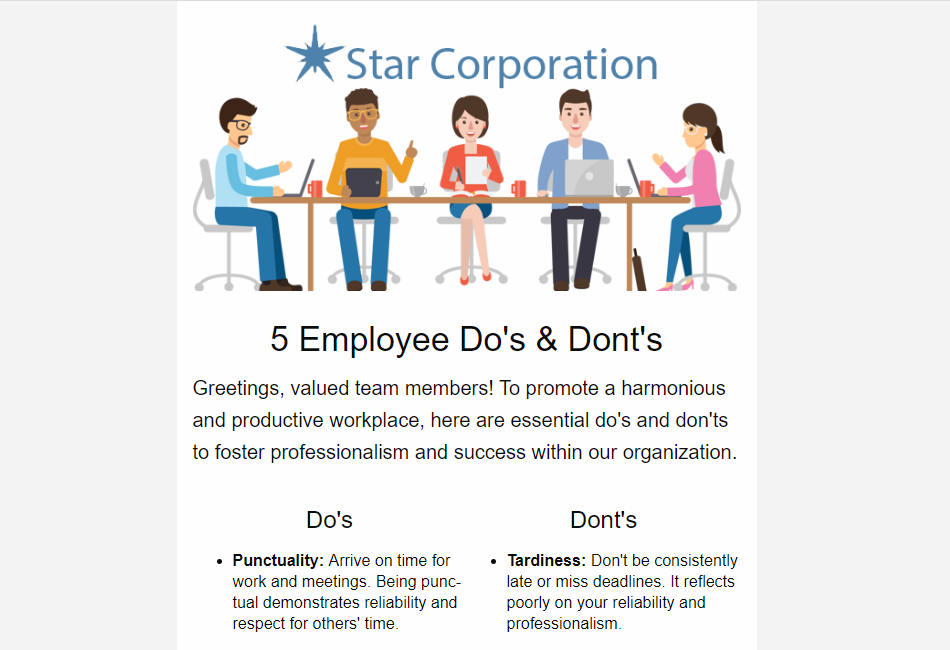 Star Corporation
5 Employee Do's & Dont's
Greetings, valued team members! To promote a harmonious
and productive workplace, here are essential do's and don'ts
to foster professionalism and success within our organization.
Do's
• Punctuality: Arrive on time for
work and meetings. Being punc-
tual demonstrates reliability and
respect for others' time.
Dont's
• Tardiness: Don't be consistently
late or miss deadlines. It reflects
poorly on your reliability and
professionalism.